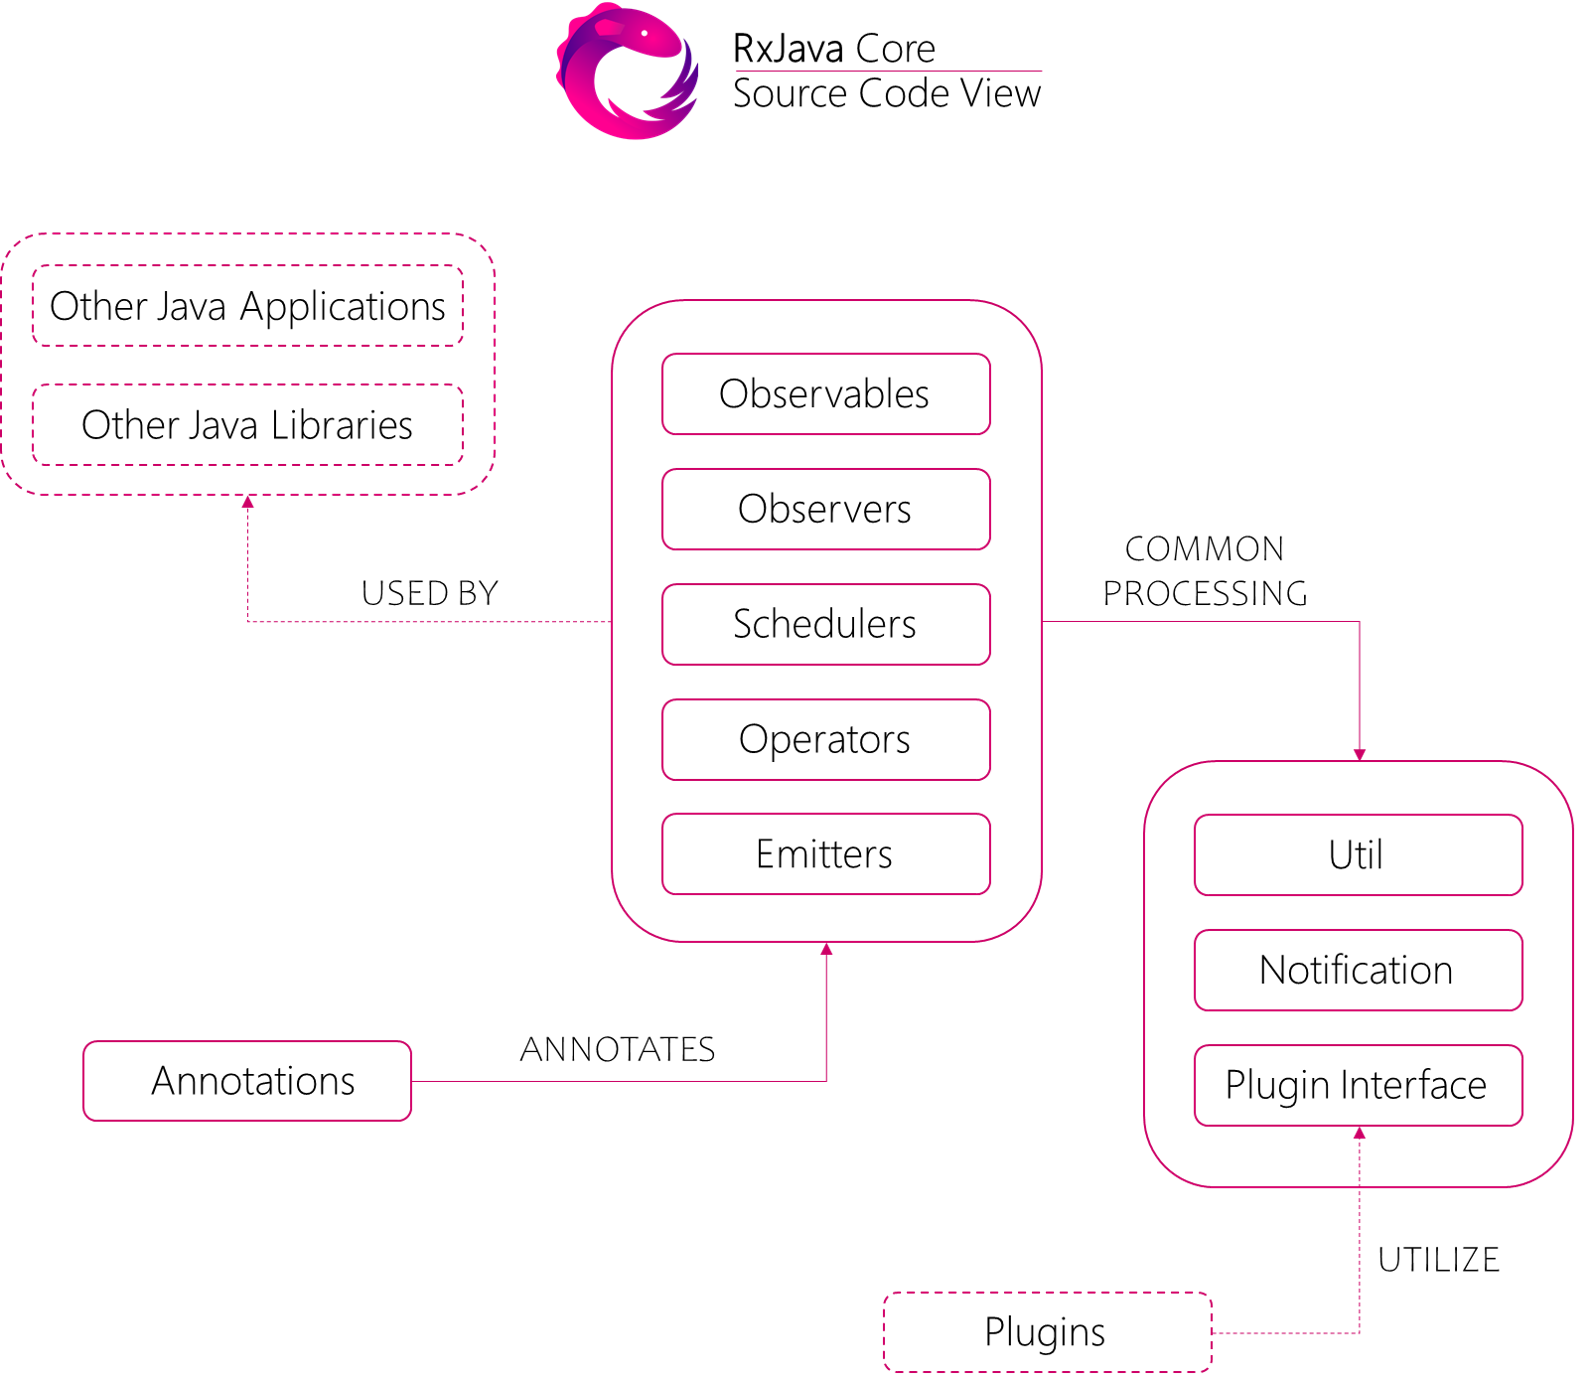 RxJava Core
Source Code View
Other Java Applications
Other Java Libraries
USED BY
Observables
Observers
Schedulers
Operators
Emitters
COMMON
PROCESSING
Util
Notification
Plugin Interface
Annotations
ANNOTATES
UTILIZE
Plugins